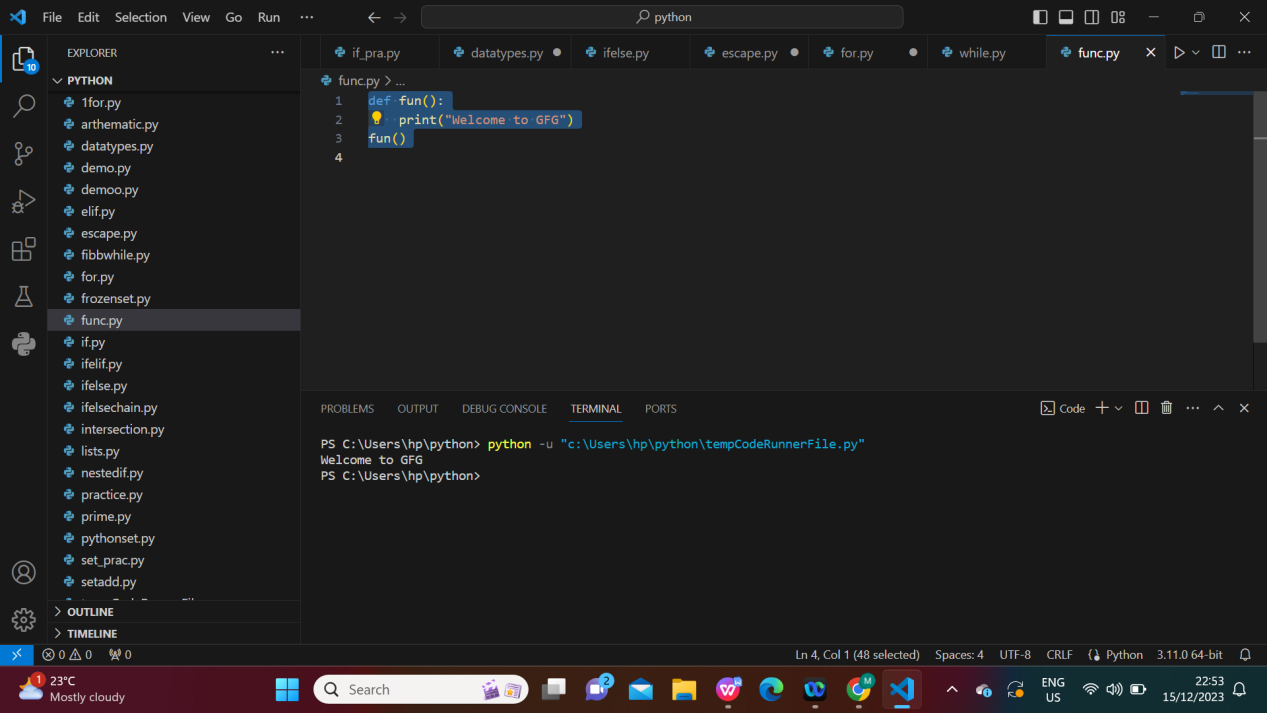 File Edit Selection View Go Run
python
EXPLORER
if_pra.py datatypes.py ifelse.py escape.py for.py while.py func.py
PYTHON
1for.py
arthematic.py
datatypes.py
demo.py
demoo.py
elif.py
escape.py
fibbwhile.py
for.py
frozenset.py
func.py
if.py
ifelif.py
ifelse.py
ifelsechain.py
intersection.py
lists.py
nestedif.py
practice.py
prime.py
pythonset.py
set_prac.py
setadd.py
OUTLINE
TIMELINE
10
func.py > ...
1 def fun():
2 print("Welcome to GFG")
3 fun()
4
PROBLEMS OUTPUT DEBUG CONSOLE TERMINAL PORTS
Code
PS C:\Users\hp\python> python -u "c:\Users\hp\python\tempCodeRunnerFile.py"
Welcome to GFG
PS C:\Users\hp\python>
0 0 0
Ln 4, Col 1 (48 selected) Spaces: 4 UTF-8 CRLF Python 3.11.0 64-bit
1
23°C
Mostly cloudy
Search
2
M
ENG
US
22:53
15/12/2023